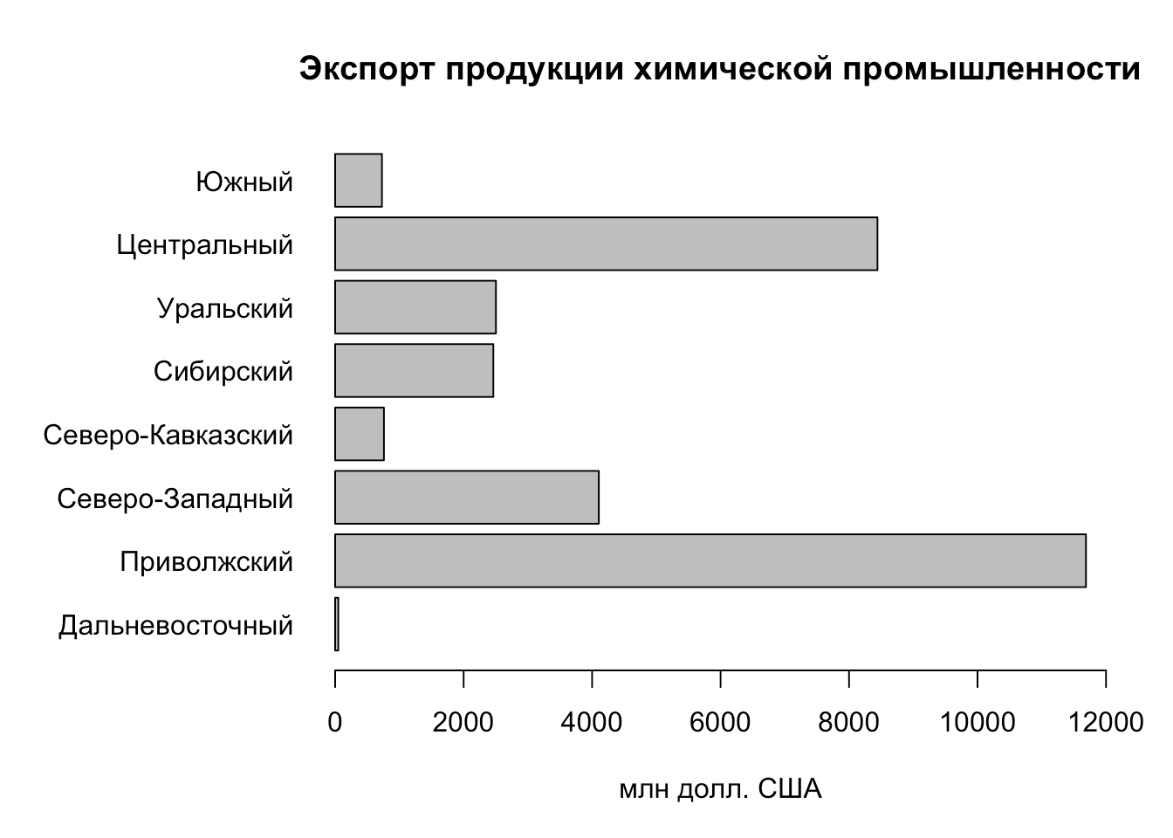 Экспорт продукции химической промышленности
Южный
Центральный
Уральский
Сибирский
Северо-Кавказский
Северо-Западный
Приволжский
Дальневосточный
0 2000 4000 6000 8000 10000 12000
млн долл. США